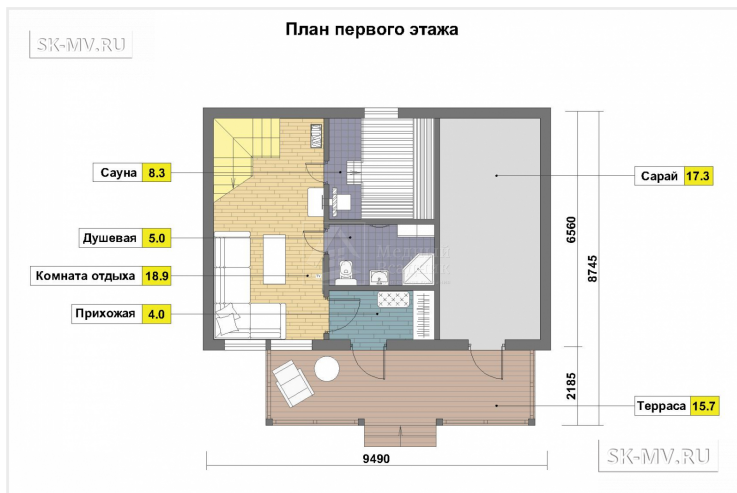 План первого этажа
SK-MV.RU
Сауна 8.3
Сарай 17.3
Душевая 5.0
6560
8745
Комната отдыха 18.9
Прихожая 4.0
2185
Терраса 15.7
9490
SK-MV.RU